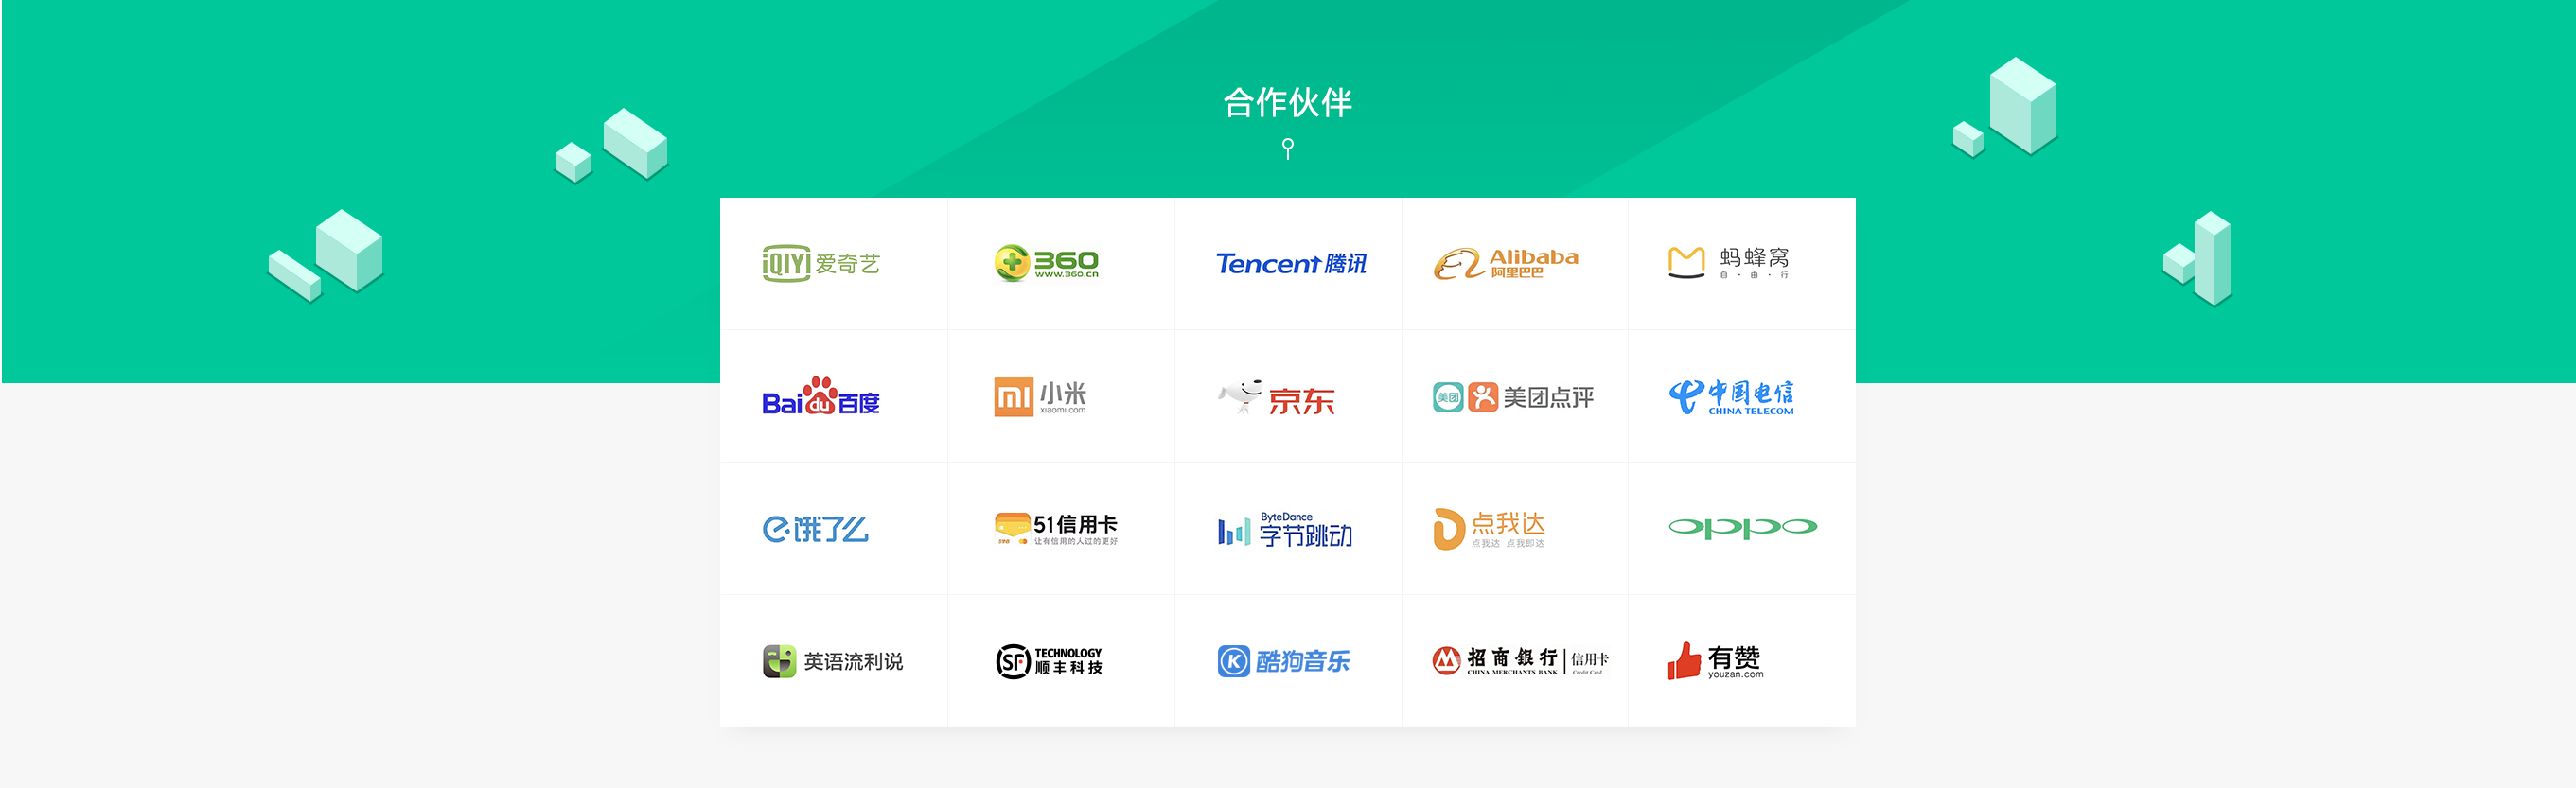 合作伙伴
iQIYI 爱奇艺
360
www.360.cn
Tencent 腾讯
Alibaba
阿里巴巴
蚂蜂窝
自·由·行
Bai du 百度
mi 小米
xiaomi.com
京东
美团 美团点评
中国电信
CHINA TELECOM
e 饿了么
51信用卡
让有信用的人过的更好
ByteDance
字节跳动
点我达
点我达 点我即达
oppo
英语流利说
SF TECHNOLOGY
顺丰科技
K 酷狗音乐
招商银行 | 信用卡
CHINA MERCHANTS BANK Credit Card
有赞
youzan.com